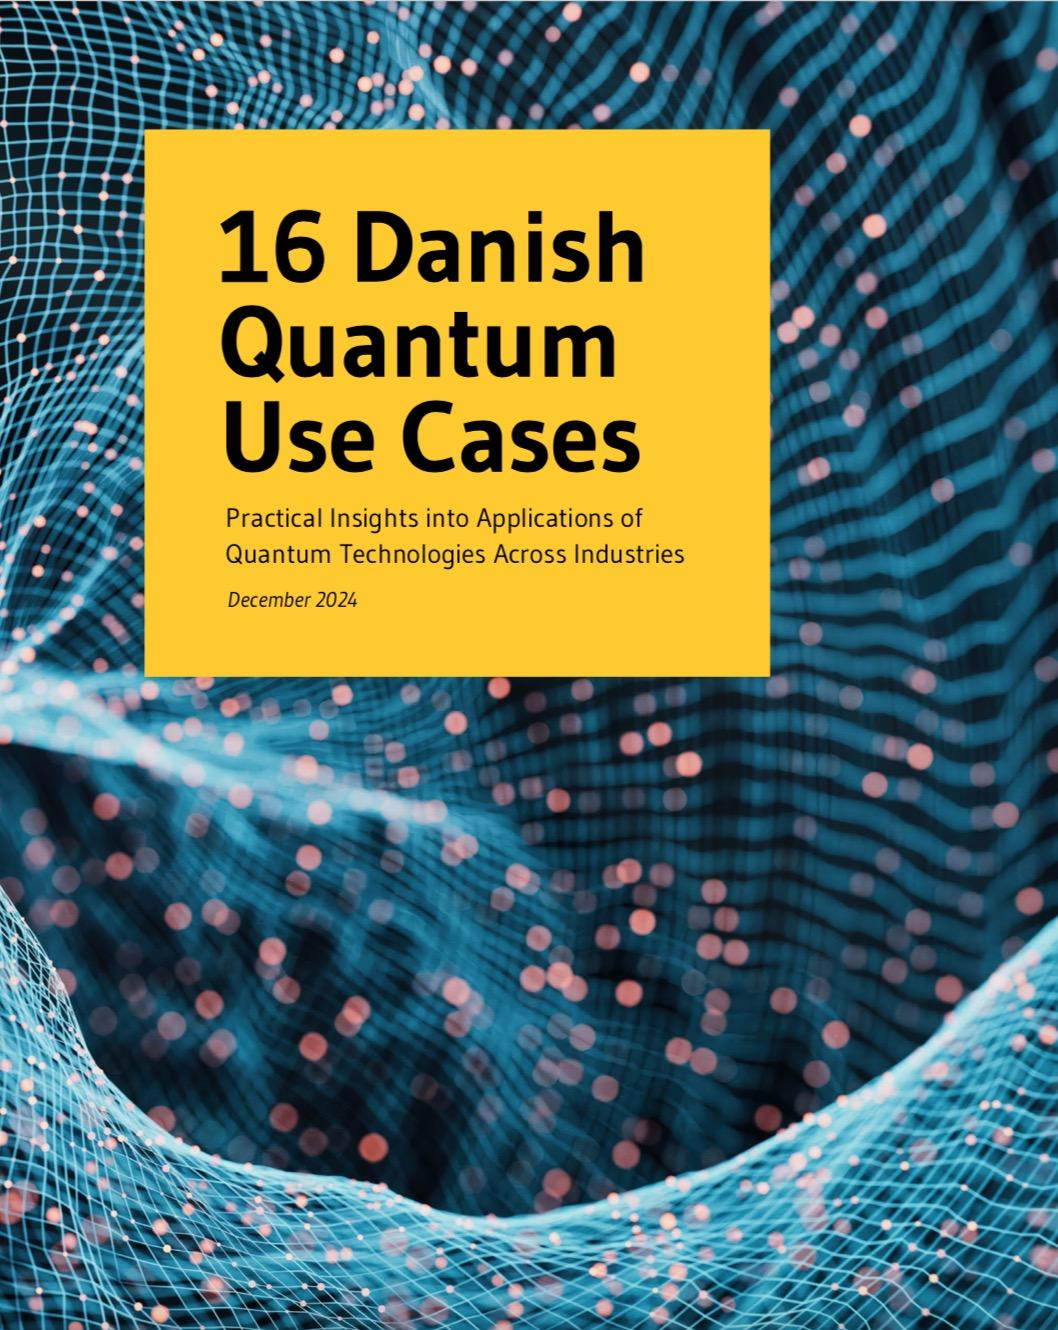 16 Danish
Quantum
Use Cases
Practical Insights into Applications of
Quantum Technologies Across Industries
December 2024